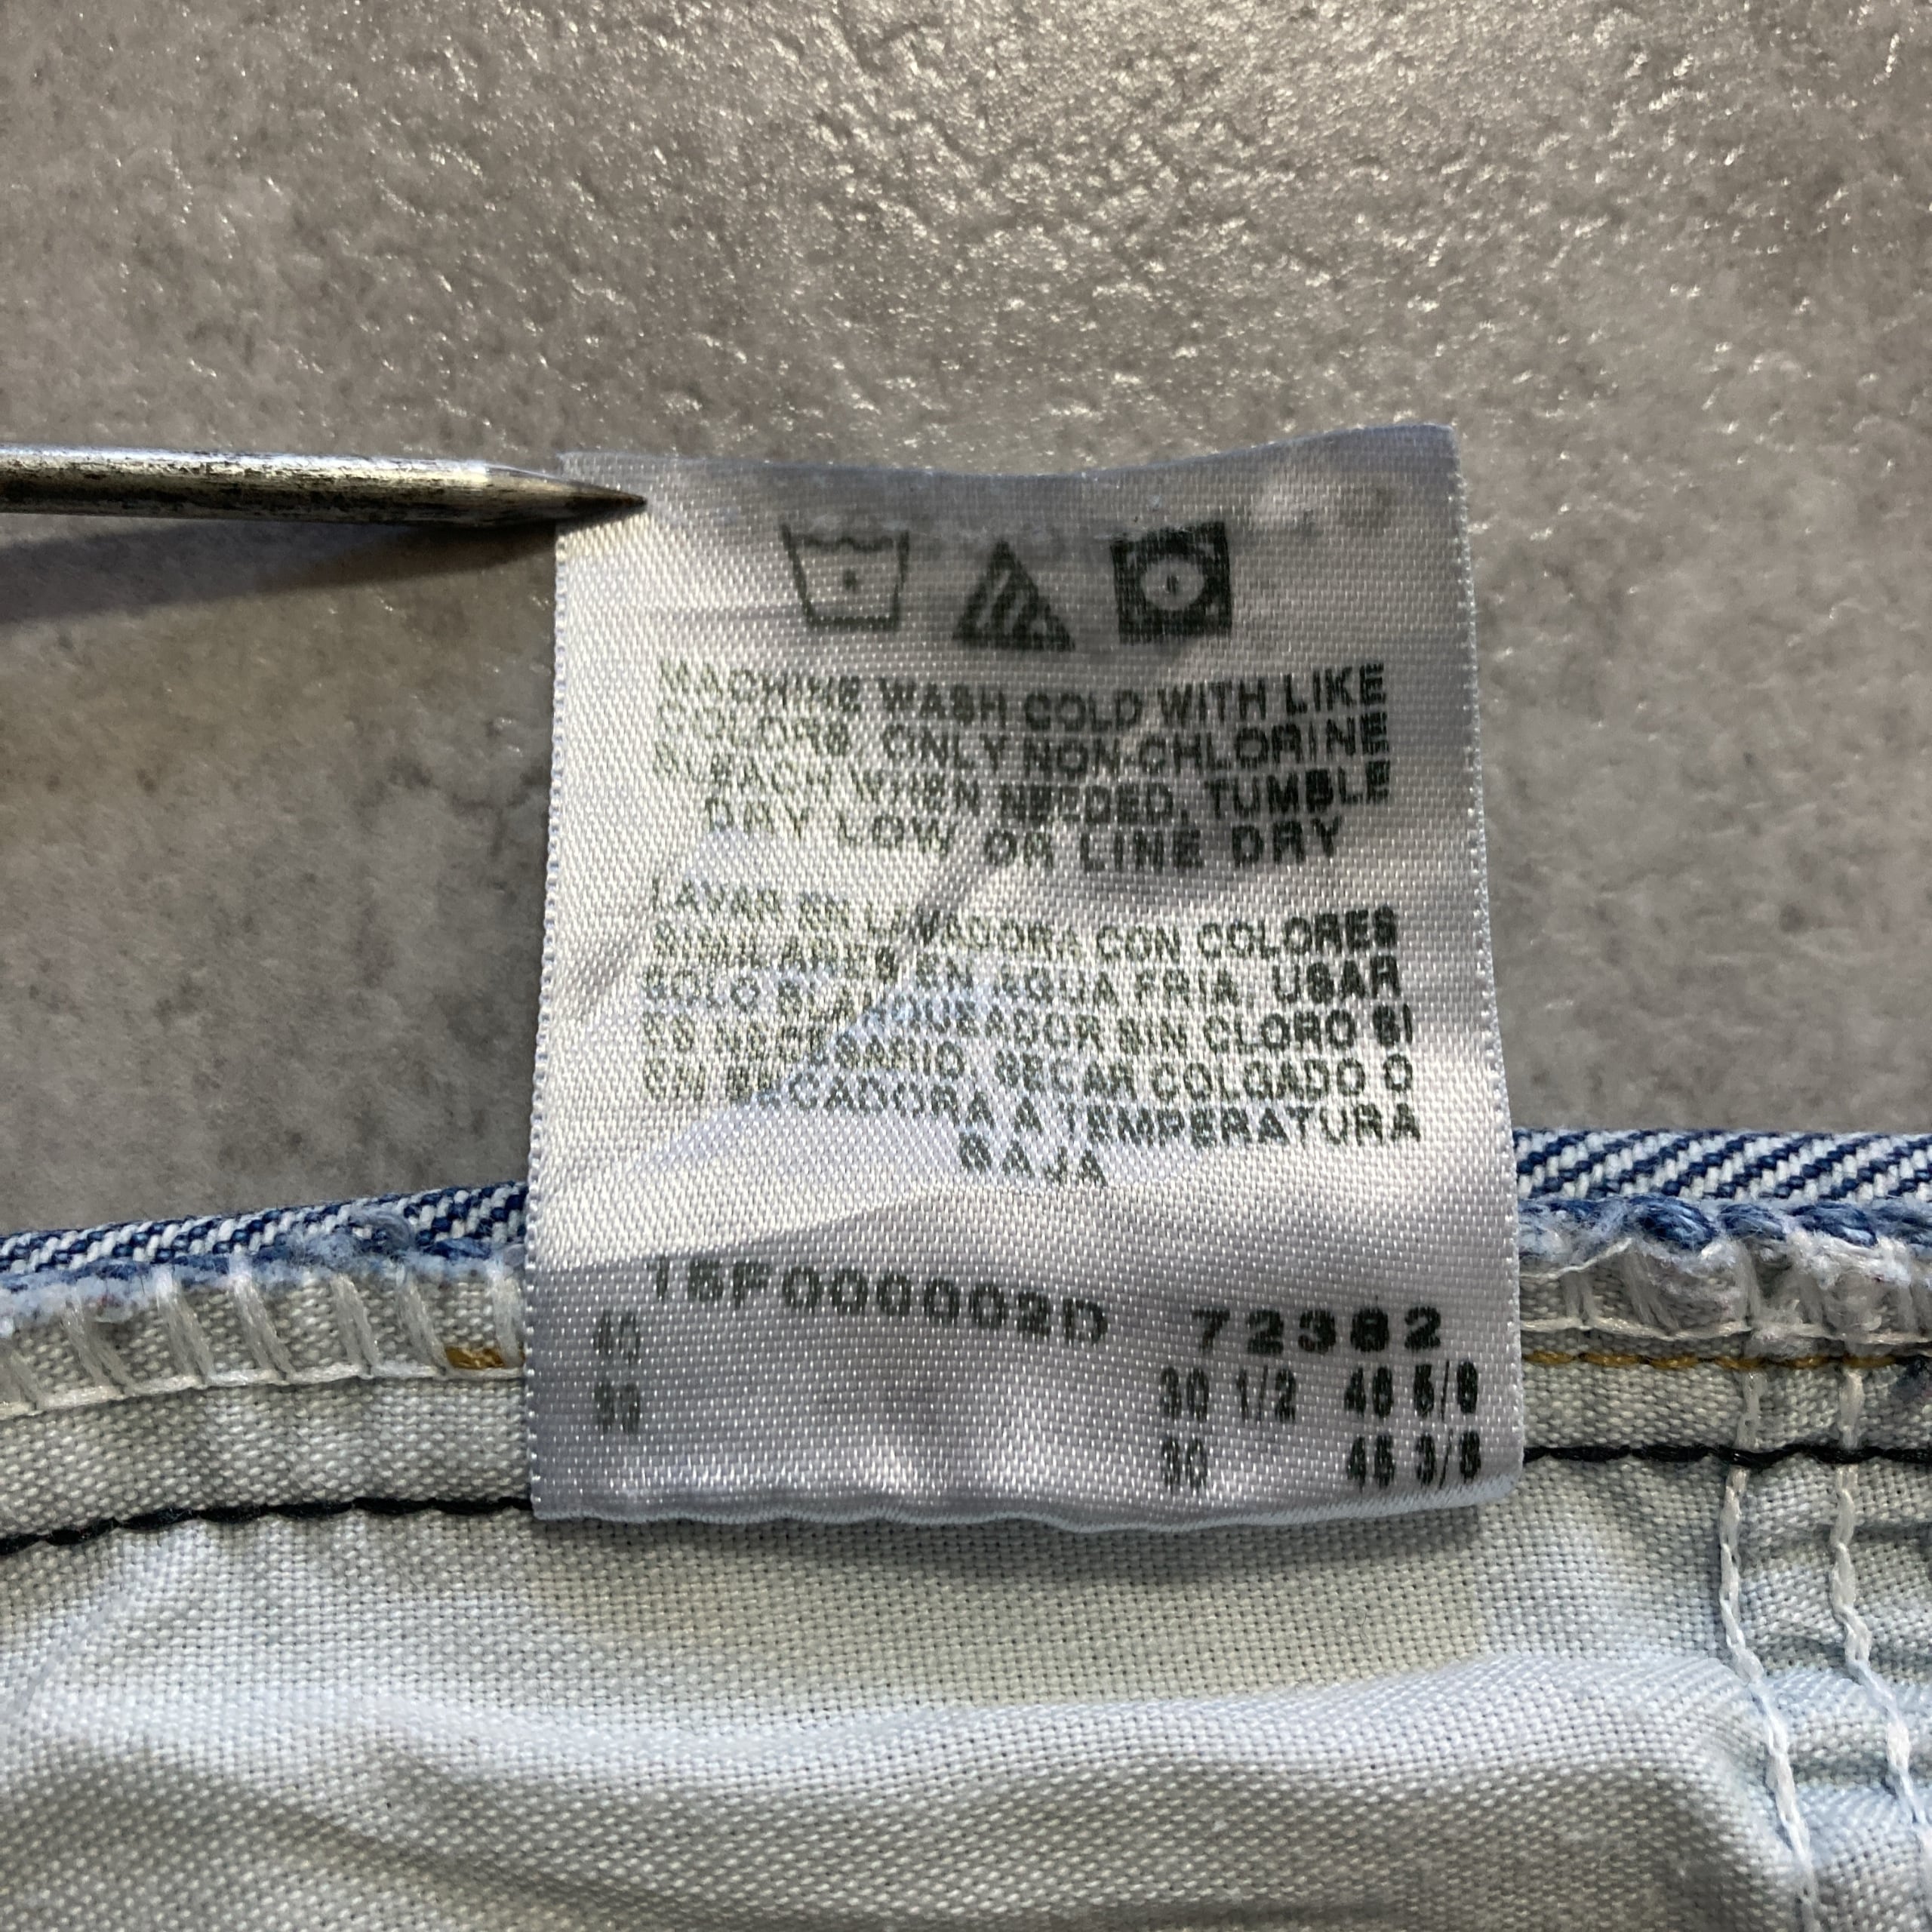 MACHINE WASH COLD WITH LIKE
COLORS, ONLY NON-CHLORINE
BLEACH WHEN NEEDED, TUMBLE
DRY LOW OR LINE DRY
LAVAR EN LAVADORA CON COLORES
SIMILARES EN AGUA FRIA, USAR
SOLO BLANQUEADOR SIN CLORO SI
ES NECESARIO, SECAR COLGADO O
EN SECADORA A TEMPERATURA
BAJA
15F000002D 72382
40 30 1/2 46 5/8
30 30 45 3/8